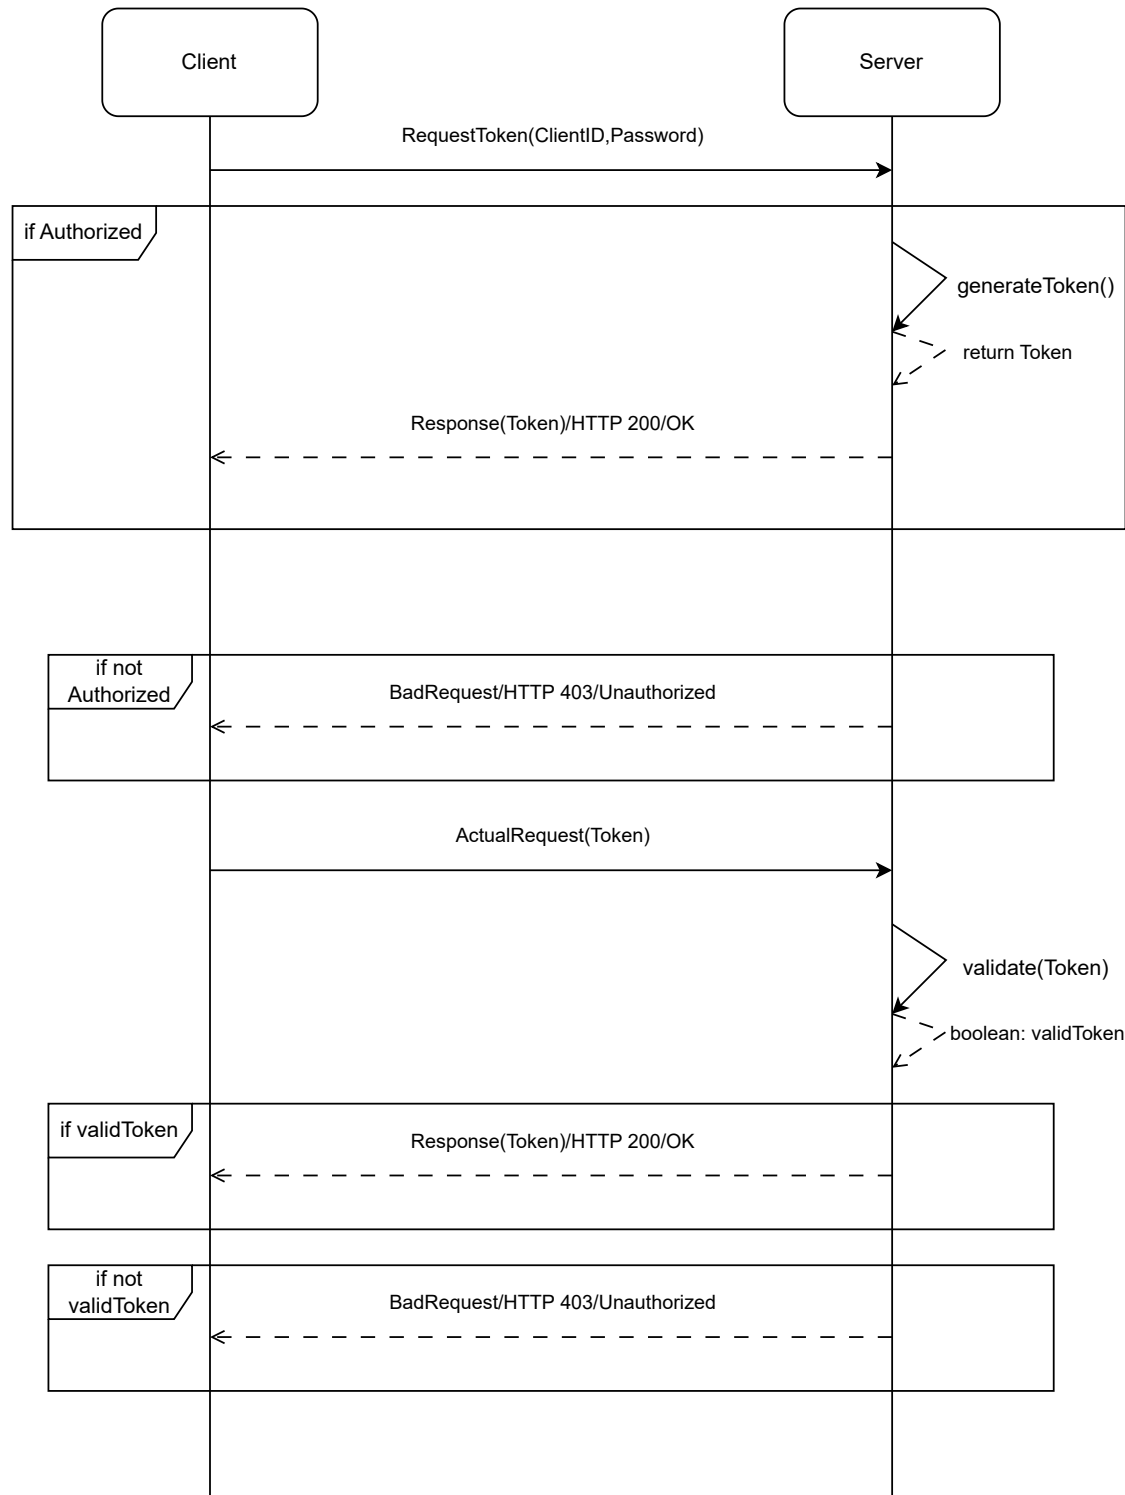 Client
Server
RequestToken(ClientID,Password)
if Authorized
generateToken()
return Token
Response(Token)/HTTP 200/OK
if not
Authorized
BadRequest/HTTP 403/Unauthorized
ActualRequest(Token)
validate(Token)
boolean: validToken
if validToken
Response(Token)/HTTP 200/OK
if not
validToken
BadRequest/HTTP 403/Unauthorized